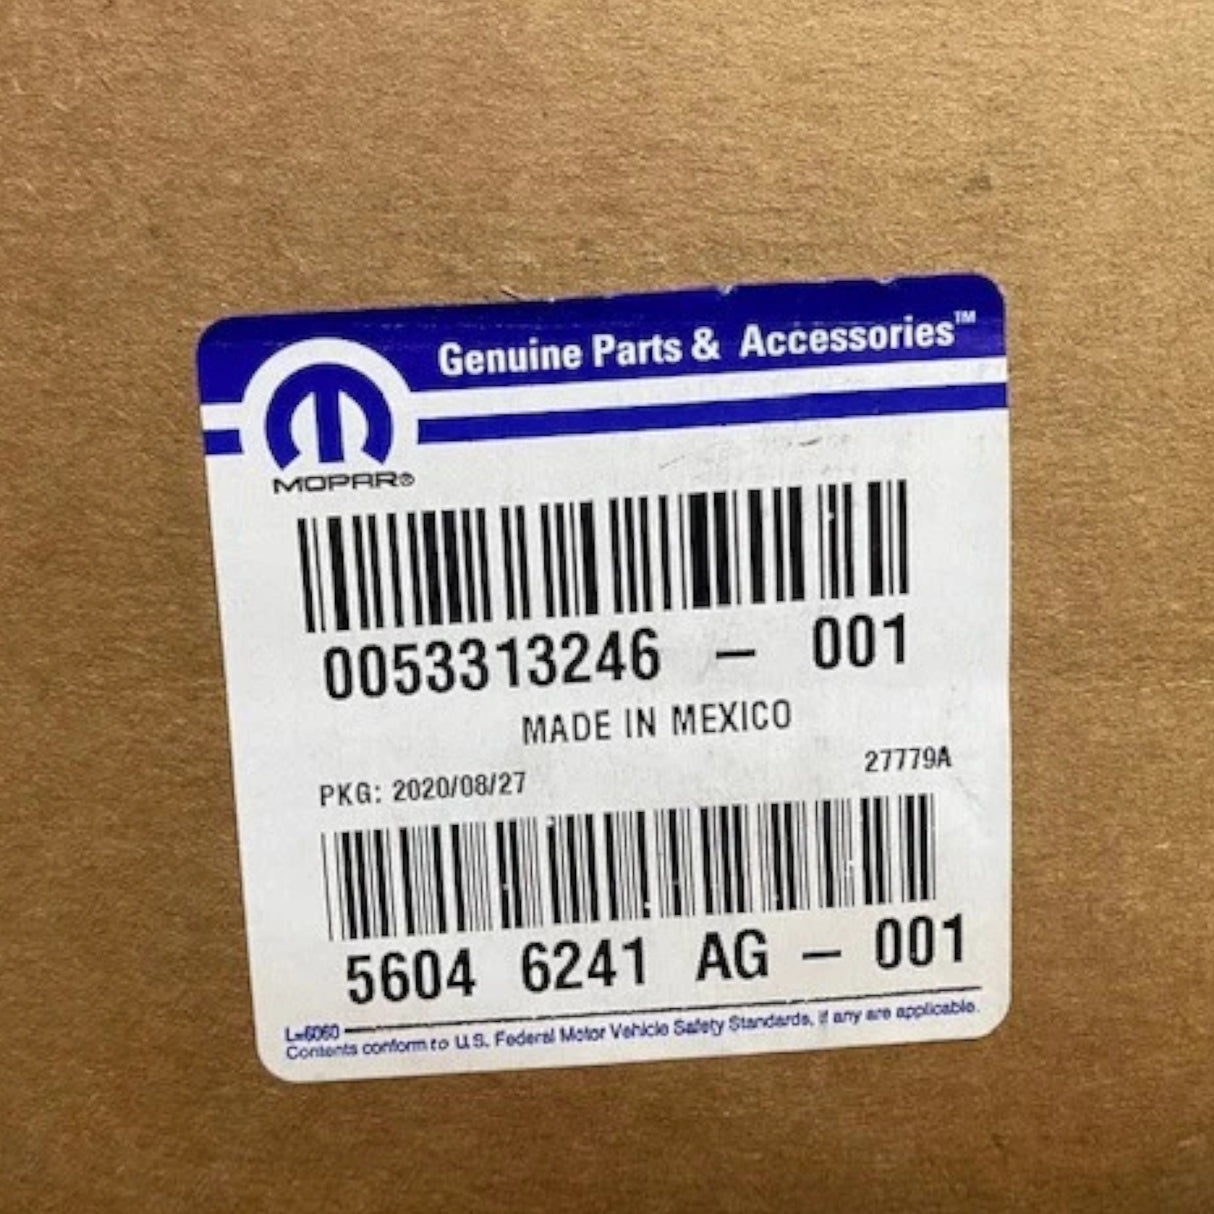 Genuine Parts & Accessories™
MOPAR®
0053313246 – 001
MADE IN MEXICO
27779A
PKG: 2020/08/27
5604 6241 AG – 001
L-6060
Contents conform to U.S. Federal Motor Vehicle Safety Standards, if any are applicable.